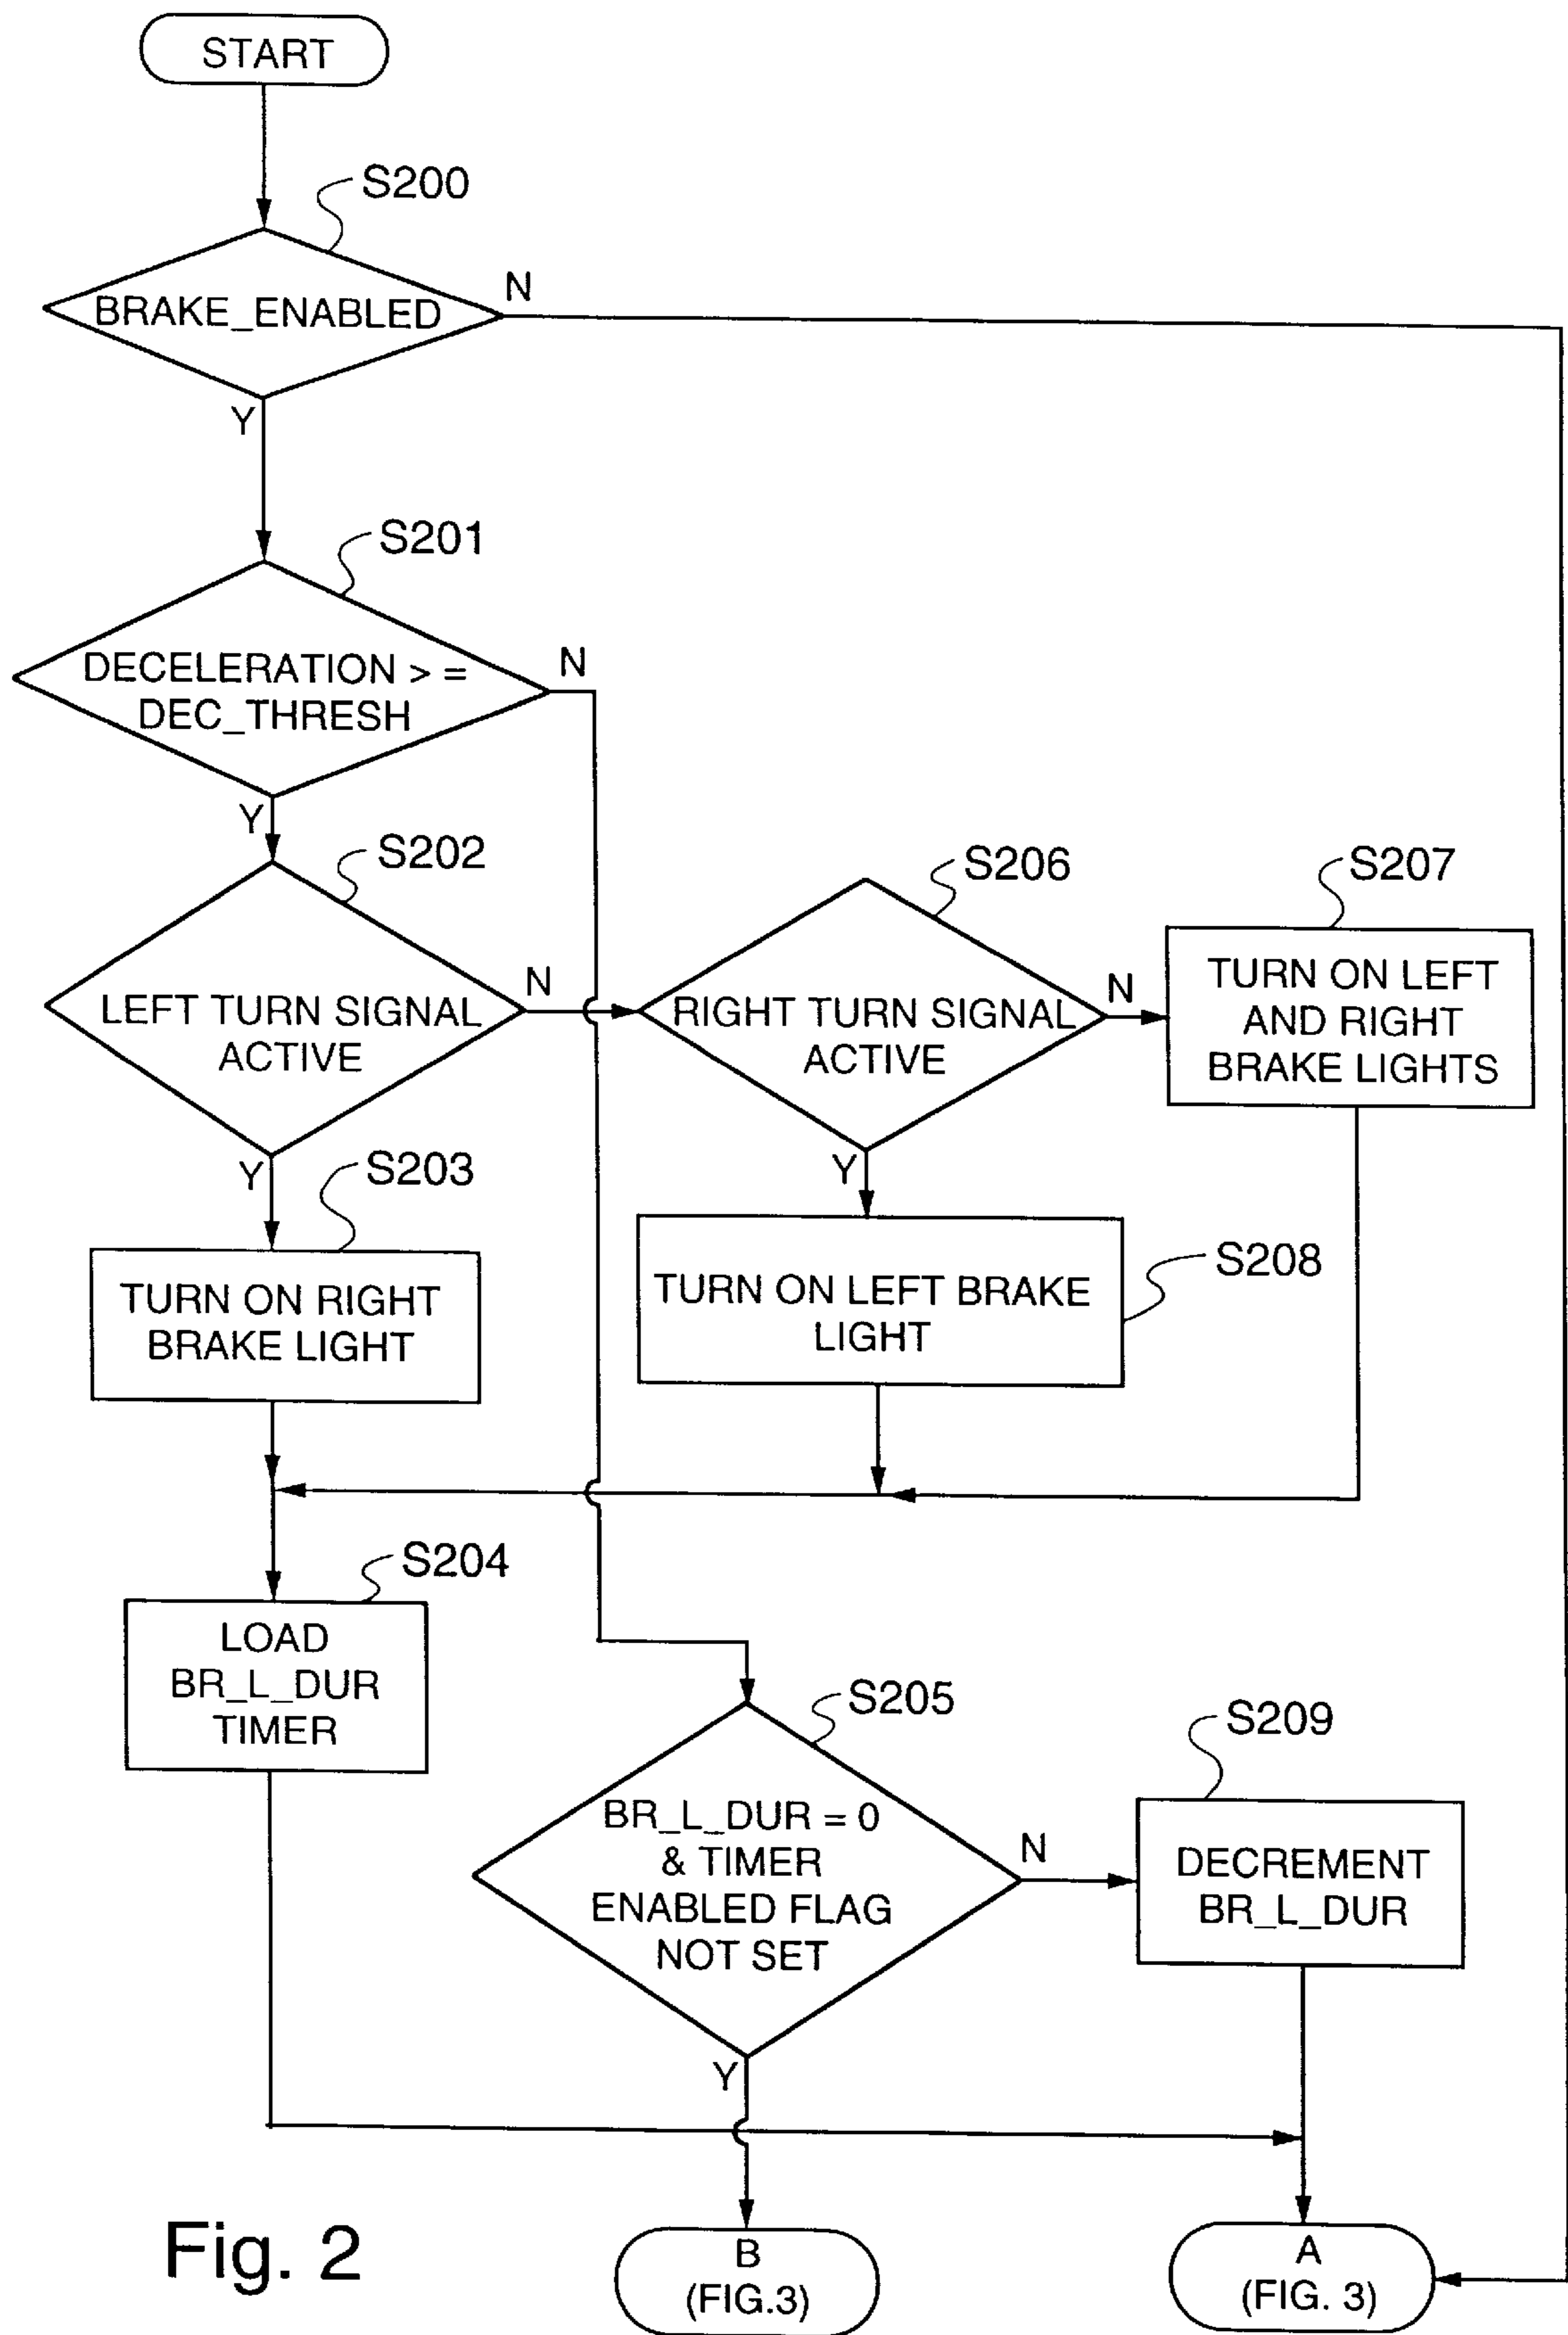 START
S200
BRAKE_ENABLED
N
Y
S201
DECELERATION > =
DEC_THRESH
N
Y
S202
LEFT TURN SIGNAL
ACTIVE
N
Y
S206
RIGHT TURN SIGNAL
ACTIVE
N
Y
S207
TURN ON LEFT
AND RIGHT
BRAKE LIGHTS
S203
TURN ON RIGHT
BRAKE LIGHT
S208
TURN ON LEFT BRAKE
LIGHT
S204
LOAD
BR_L_DUR
TIMER
S205
BR_L_DUR = 0
& TIMER
ENABLED FLAG
NOT SET
N
Y
S209
DECREMENT
BR_L_DUR
B
(FIG.3)
A
(FIG. 3)
Fig. 2